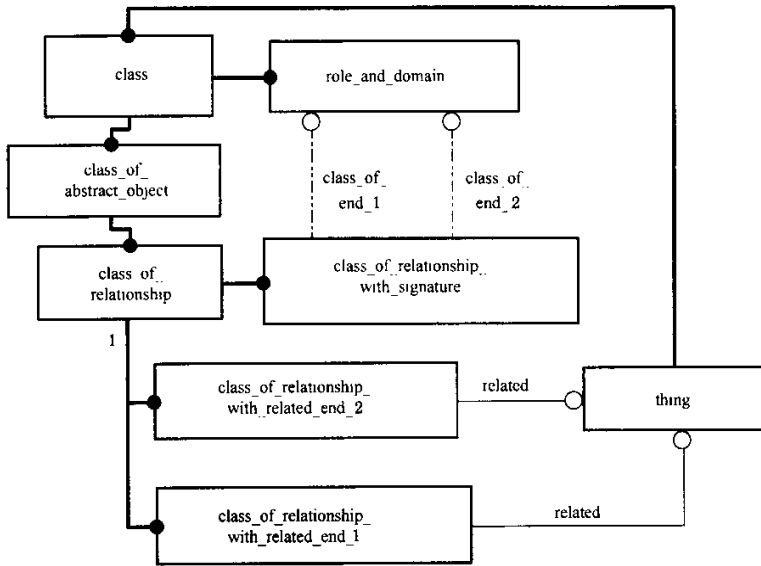 class
role_and_domain
class_of_
abstract_object
class_of_
end_1
class_of_
end_2
class_of_
relationship
class_of_relationship_
with_signature
1
class_of_relationship_
with_related_end_2
related
thing
class_of_relationship_
with_related_end_1
related